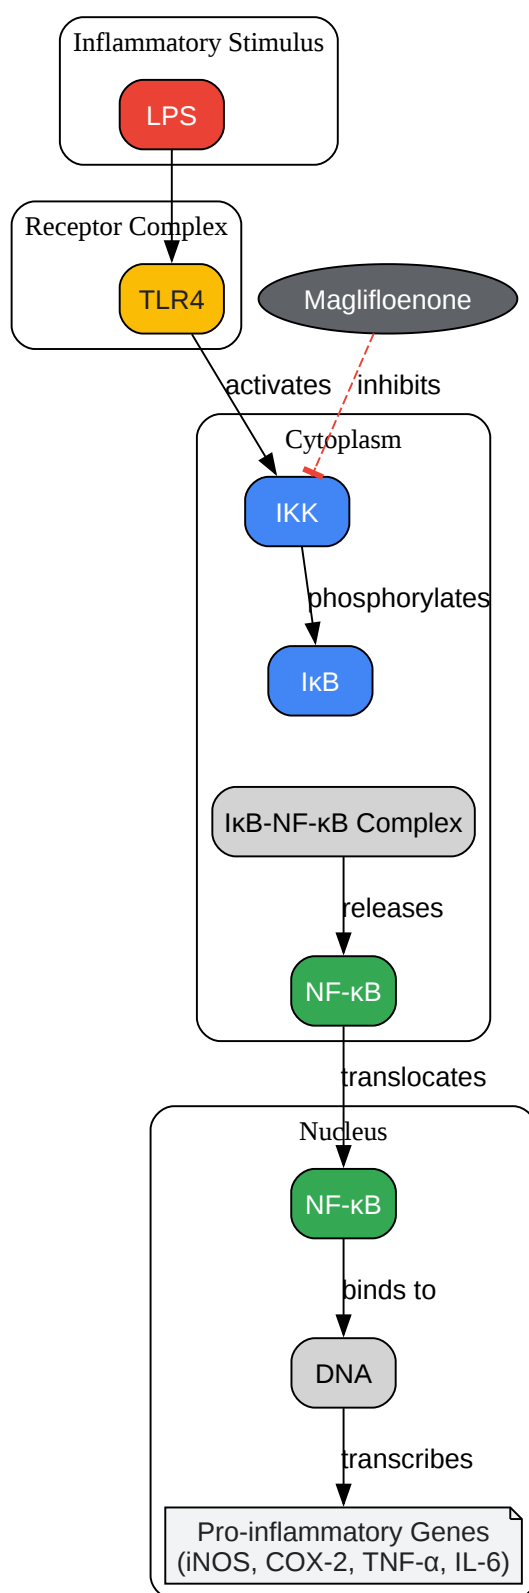 Inflammatory Stimulus
LPS
Receptor Complex
TLR4
Maglifloenone
activates
inhibits
Cytoplasm
IKK
phosphorylates
IκB
IκB-NF-κB Complex
releases
NF-κB
translocates
Nucleus
NF-κB
binds to
DNA
transcribes
Pro-inflammatory Genes
(iNOS, COX-2, TNF-α, IL-6)